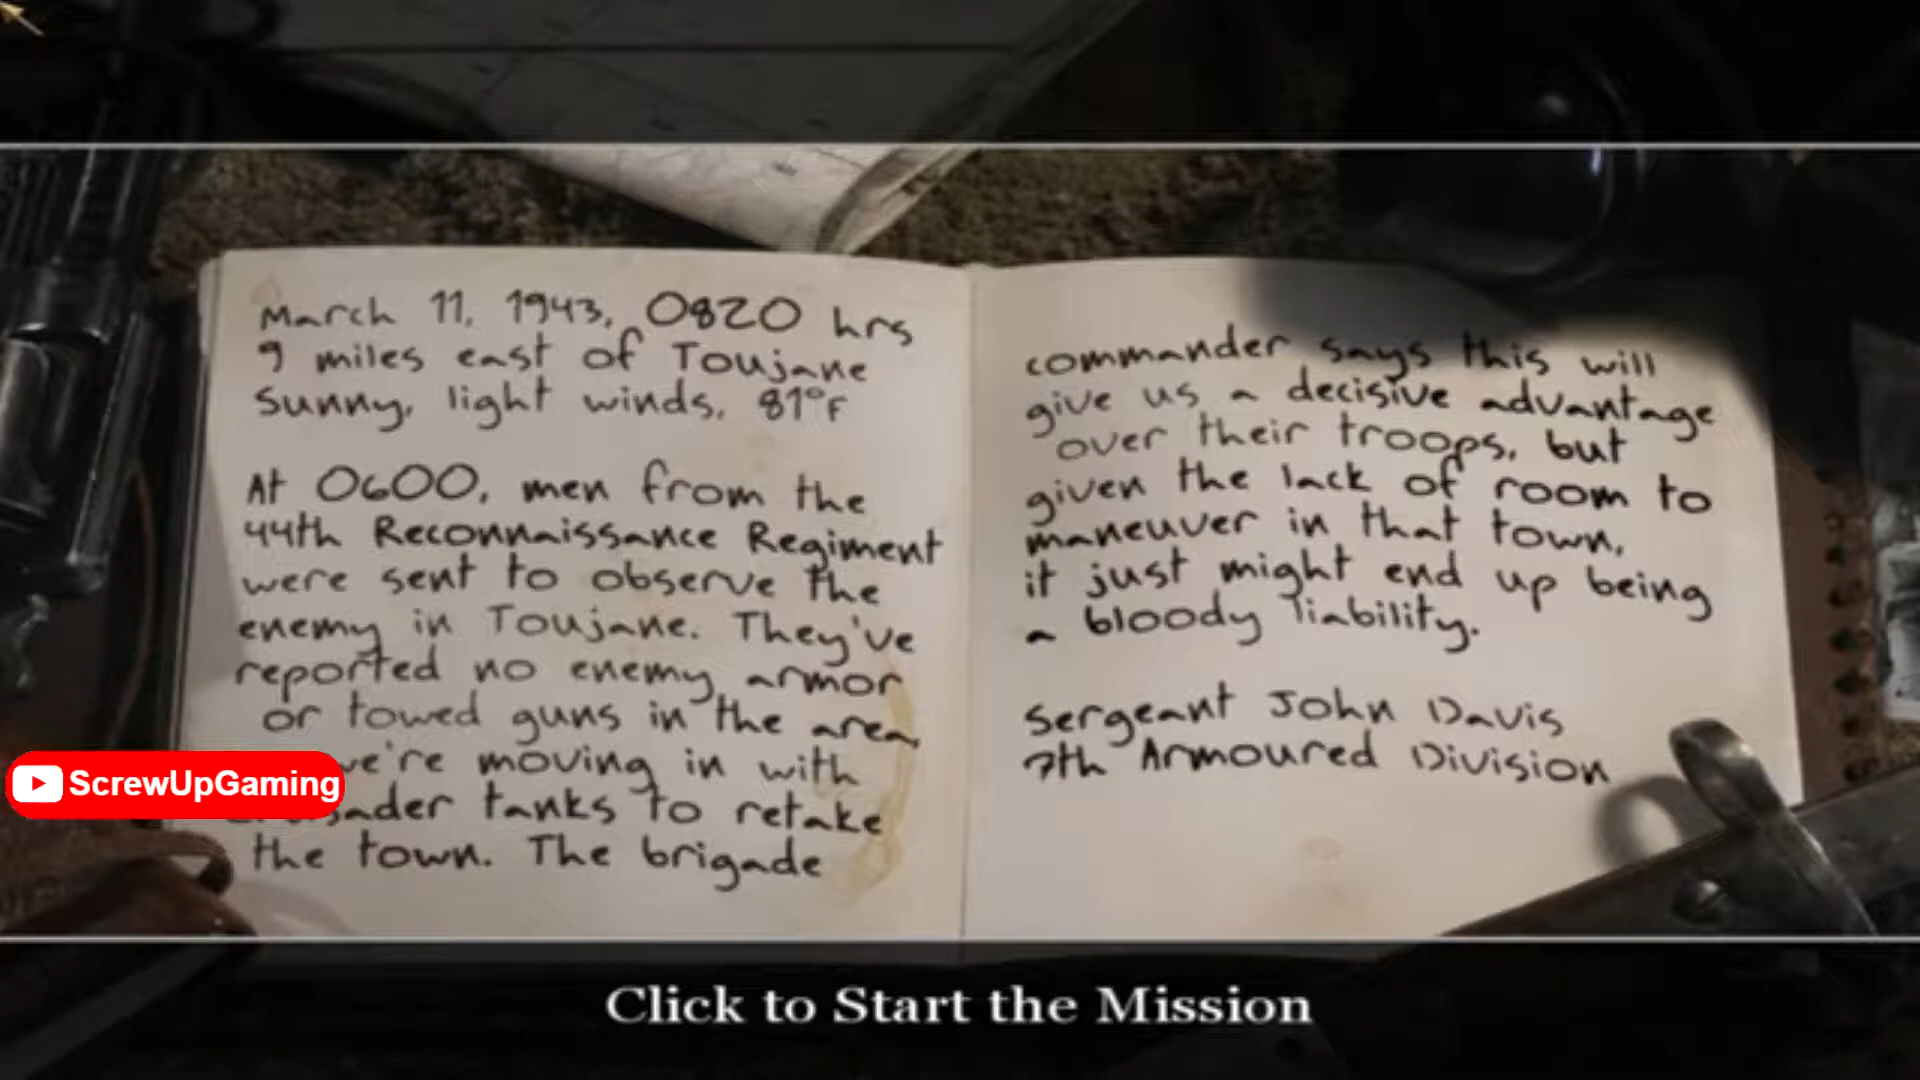 March 11, 1943, 0820 hrs
9 miles east of Toujane
Sunny, light winds, 81°F
At 0600, men from the
44th Reconnaissance Regiment
were sent to observe the
enemy in Toujane. They've
reported no enemy armor
or towed guns in the area,
we're moving in with
tanks to retake
the town. The brigade
commander says this will
give us a decisive advantage
over their troops, but
given the lack of room to
maneuver in that town,
it just might end up being
a bloody liability.
Sergeant John Davis
7th Armoured Division
ScrewUpGaming
Click to Start the Mission